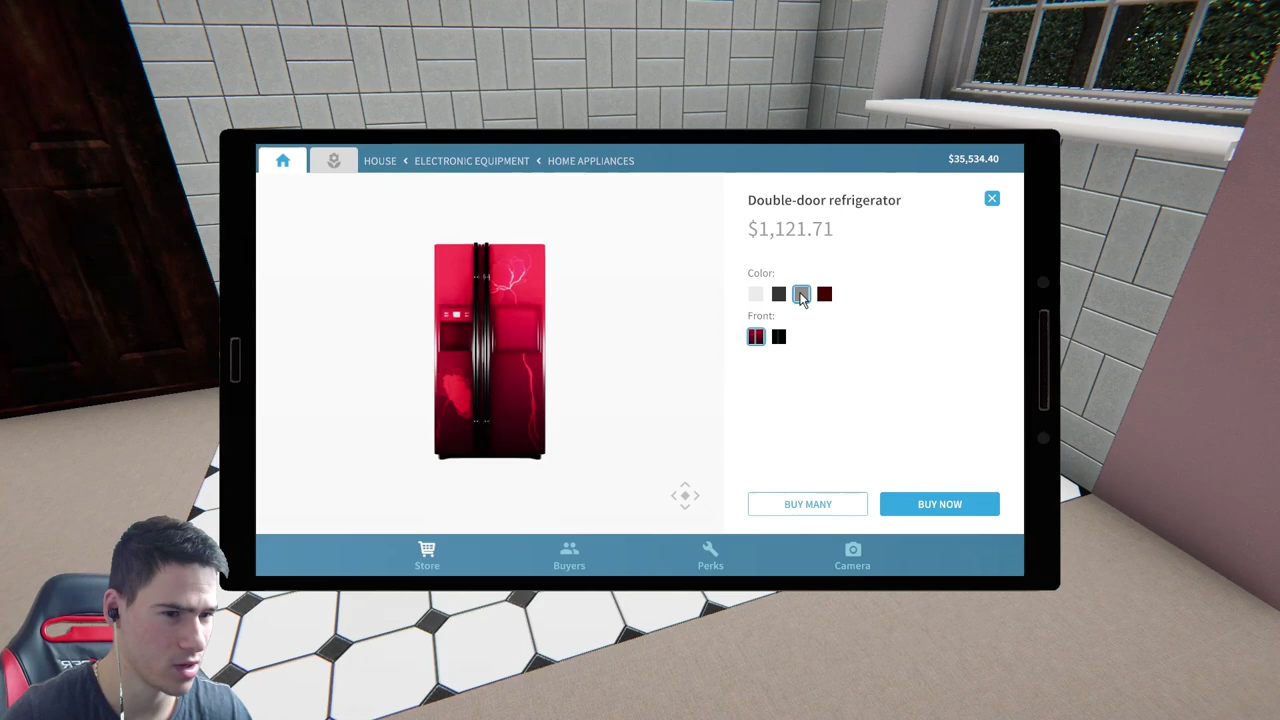 HOUSE < ELECTRONIC EQUIPMENT < HOME APPLIANCES
$35,534.40
Double-door refrigerator
$1,121.71
Color:
Front:
BUY MANY
BUY NOW
Store
Buyers
Perks
Camera